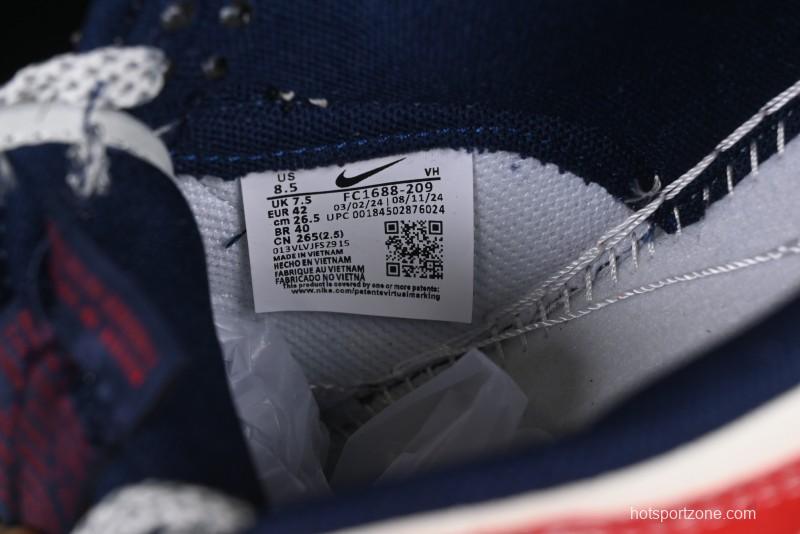 US
8.5
VH
UK 7.5
FC1688-209
EUR 42
03/02/24 | 08/11/24
cm 26.5
UPC 00184502876024
BR 40
CN 265(2.5)
013VLVJFSZ915
MADE IN VIETNAM
HECHO EN VIETNAM
FABRIQUE AU VIETNAM
FABRICADO NO VIETNÃ
This product is covered by one or more patents:
www.nike.com/patentsvirtualmarking
hotsportzone.com